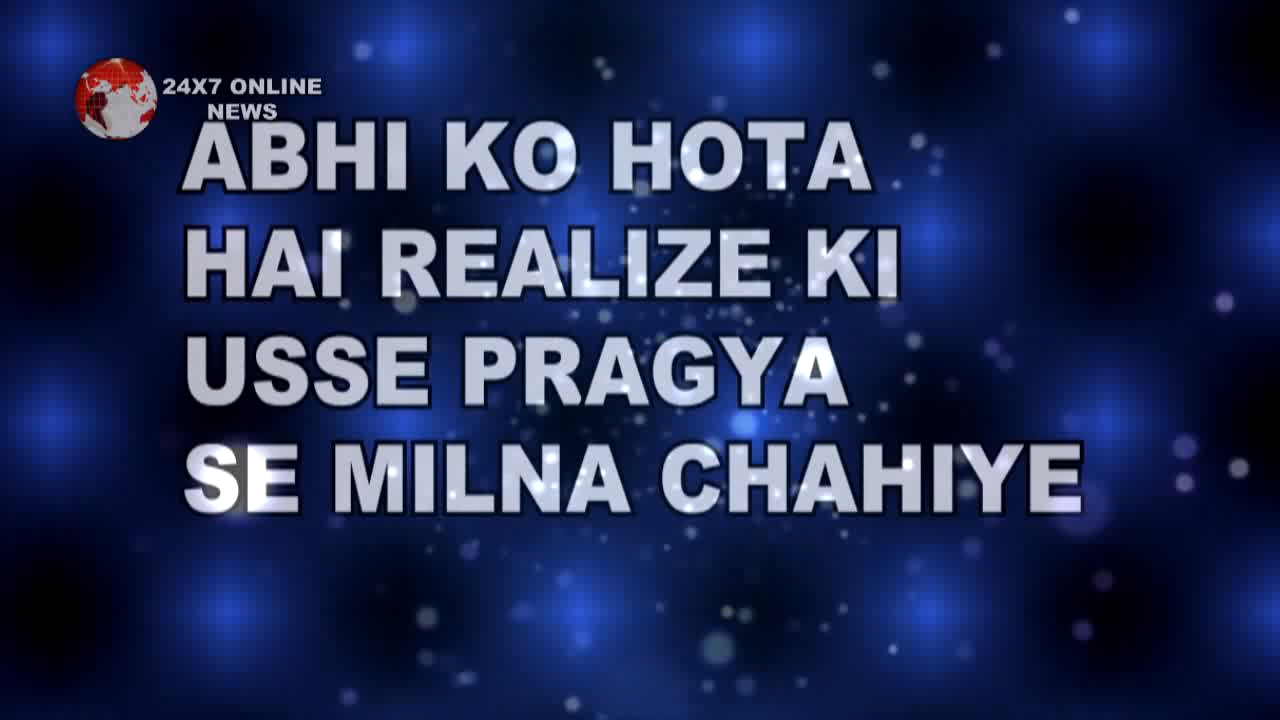 24X7 ONLINE
NEWS
ABHI KO HOTA
HAI REALIZE KI
USSE PRAGYA
SE MILNA CHAHIYE